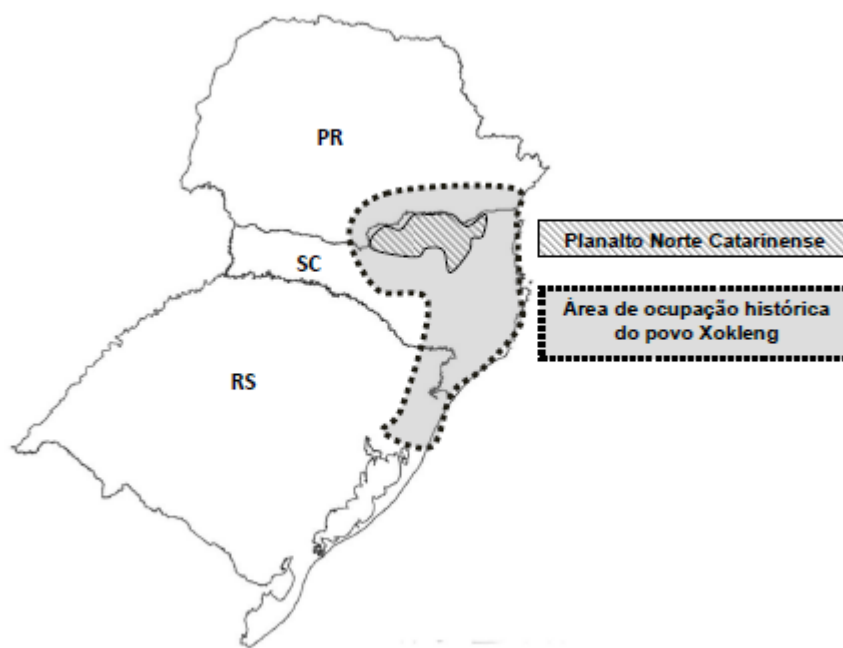 PR
Planalto Norte Catarinense
SC
Área de ocupação histórica
do povo Xokleng
RS